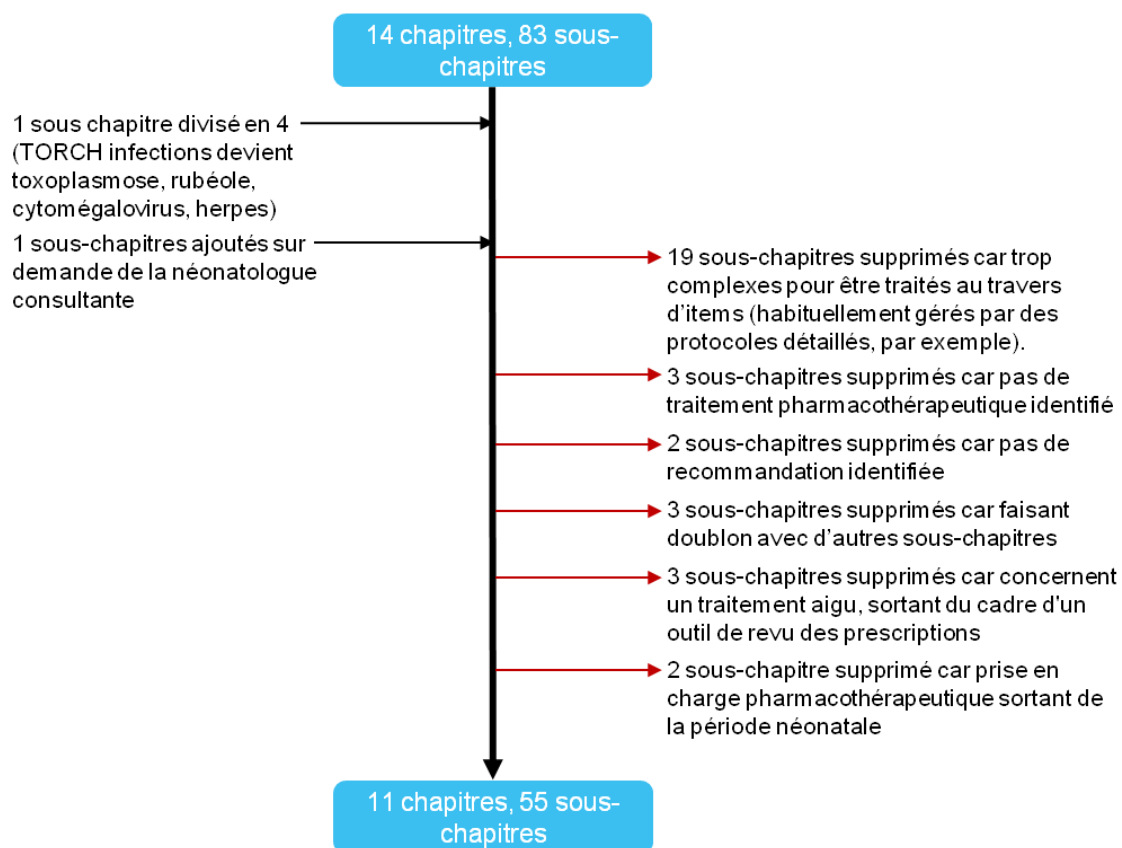 14 chapitres, 83 sous-
chapitres
1 sous chapitre divisé en 4
(TORCH infections devient
toxoplasmose, rubéole,
cytomégalovirus, herpes)
1 sous-chapitres ajoutés sur
demande de la néonatologue
consultante
19 sous-chapitres supprimés car trop
complexes pour être traités au travers
d'items (habituellement gérés par des
protocoles détaillés, par exemple).
3 sous-chapitres supprimés car pas de
traitement pharmacothérapeutique identifié
2 sous-chapitres supprimés car pas de
recommandation identifiée
3 sous-chapitres supprimés car faisant
doublon avec d'autres sous-chapitres
3 sous-chapitres supprimés car concernent
un traitement aigu, sortant du cadre d'un
outil de revu des prescriptions
2 sous-chapitre supprimé car prise en
charge pharmacothérapeutique sortant de
la période néonatale
11 chapitres, 55 sous-
chapitres